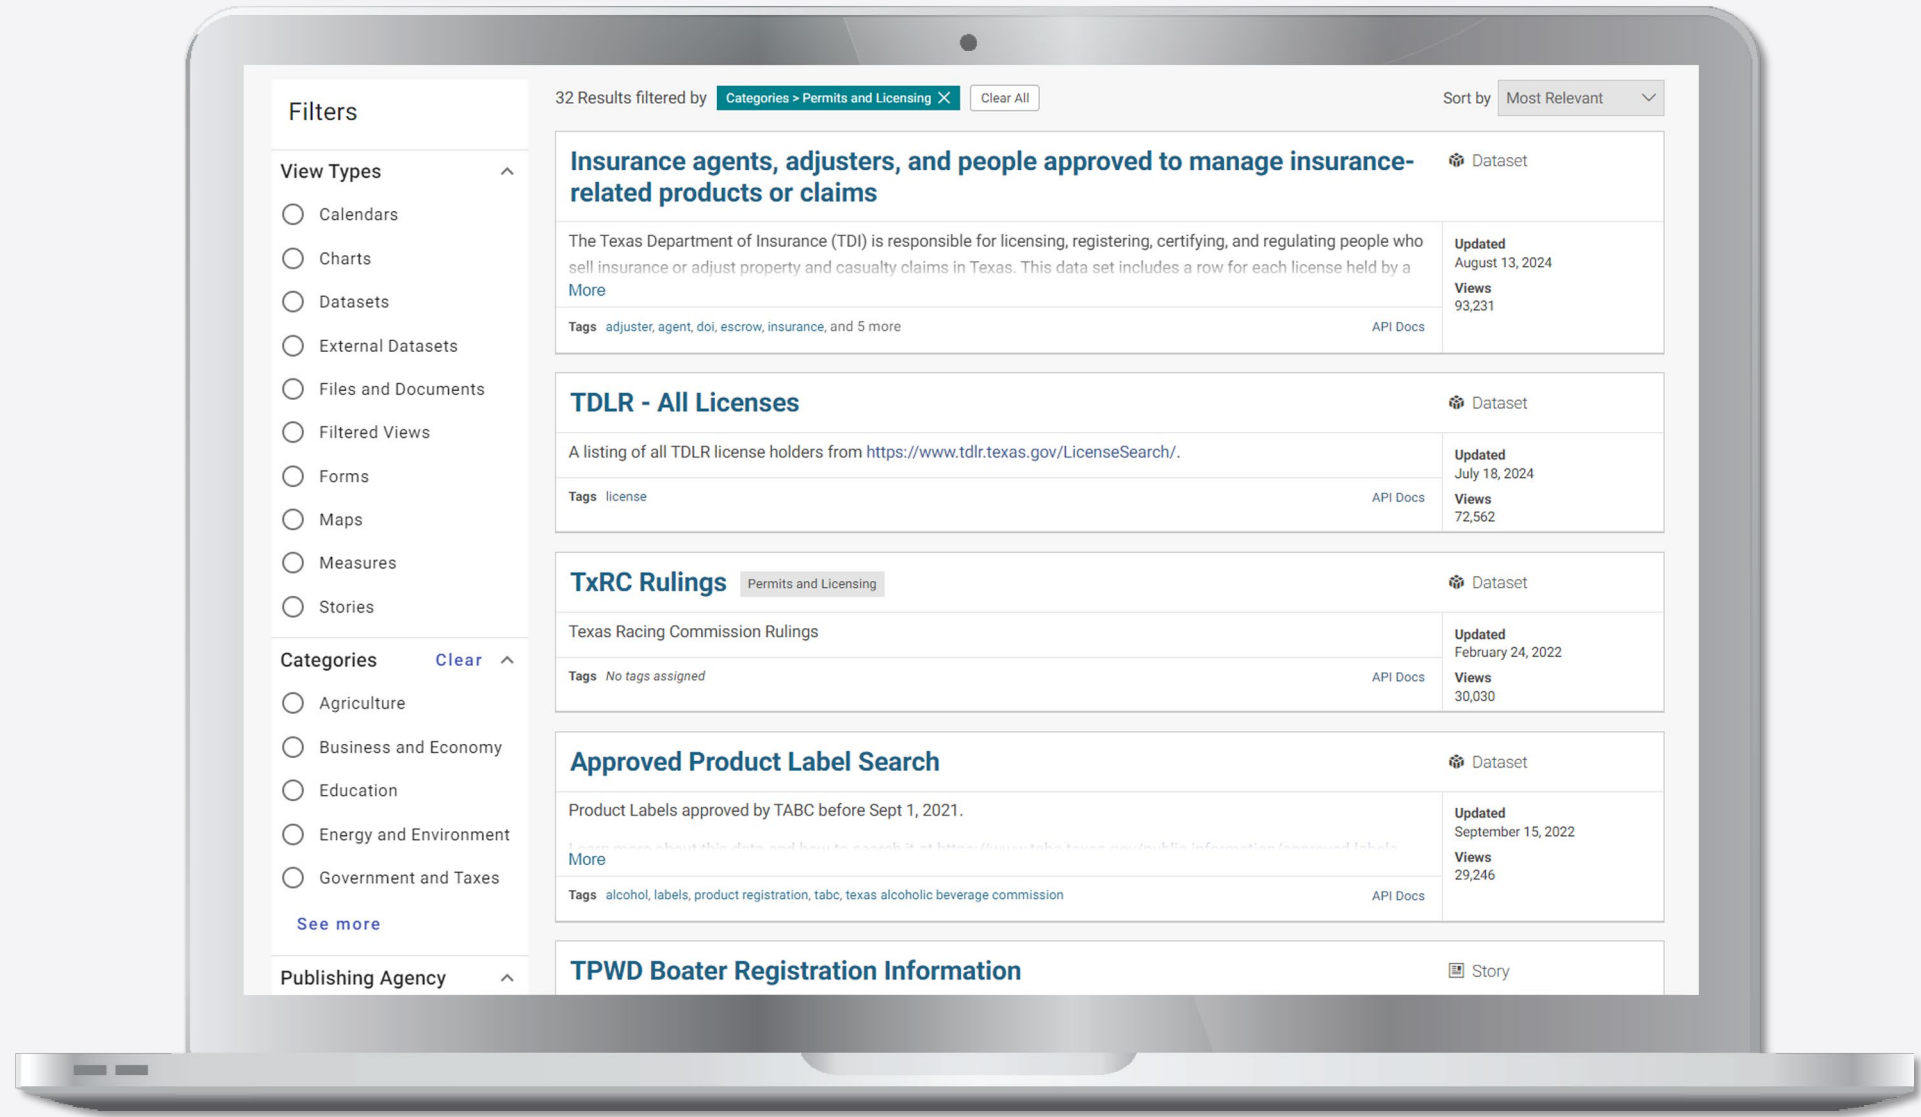 Filters
View Types
Calendars
Charts
Datasets
External Datasets
Files and Documents
Filtered Views
Forms
Maps
Measures
Stories
Categories Clear
Agriculture
Business and Economy
Education
Energy and Environment
Government and Taxes
See more
Publishing Agency
32 Results filtered by Categories > Permits and Licensing Clear All
Sort by Most Relevant
Insurance agents, adjusters, and people approved to manage insurance-
related products or claims
Dataset
The Texas Department of Insurance (TDI) is responsible for licensing, registering, certifying, and regulating people who
sell insurance or adjust property and casualty claims in Texas. This data set includes a row for each license held by a
More
Tags adjuster, agent, doi, escrow, insurance, and 5 more
API Docs
Updated
August 13, 2024
Views
93,231
TDLR - All Licenses
Dataset
A listing of all TDLR license holders from https://www.tdlr.texas.gov/LicenseSearch/.
Tags license
API Docs
Updated
July 18, 2024
Views
72,562
TxRC Rulings Permits and Licensing
Dataset
Texas Racing Commission Rulings
Tags No tags assigned
API Docs
Updated
February 24, 2022
Views
30,030
Approved Product Label Search
Dataset
Product Labels approved by TABC before Sept 1, 2021.
More
Tags alcohol, labels, product registration, tabc, texas alcoholic beverage commission
API Docs
Updated
September 15, 2022
Views
29,246
TPWD Boater Registration Information
Story